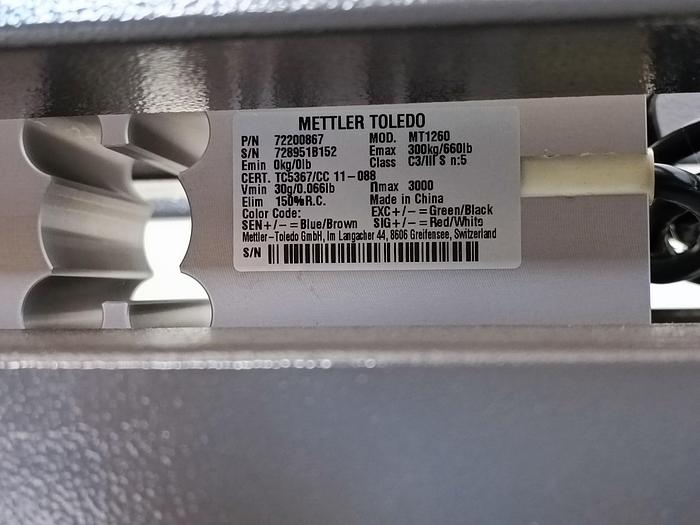 METTLER TOLEDO
P/N 72200867 MOD. MT1260
S/N 728951B152 Emax 300kg/660lb
Emin 0kg/0lb Class C3/III S n:5
CERT. TC5367/CC 11-088
Vmin 30g/0.066lb nmax 3000
Elim 150%R.C. Made in China
Color Code: EXC+/-=Green/Black
SEN+/-=Blue/Brown SIG+/-=Red/White
Mettler-Toledo GmbH, Im Langacher 44, 8606 Greifensee, Switzerland
S/N